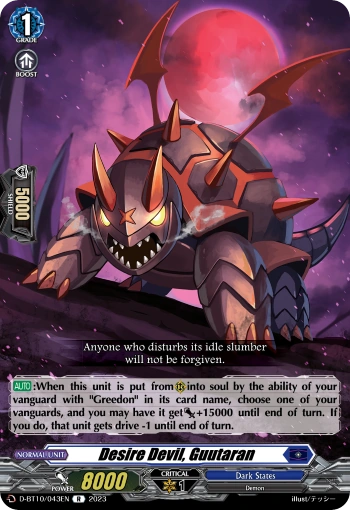 1
GRADE
BOOST
5000
SHIELD
Anyone who disturbs its idle slumber
will not be forgiven.
AUTO:When this unit is put from into soul by the ability of your
vanguard with "Greedon" in its card name, choose one of your
vanguards, and you may have it get +15000 until end of turn. If
you do, that unit gets drive -1 until end of turn.
NORMAL UNIT
Desire Devil, Guutaran
POWER 8000
CRITICAL
1
Dark States
Demon
D-BT10/043EN R 2023
illust/テッシー